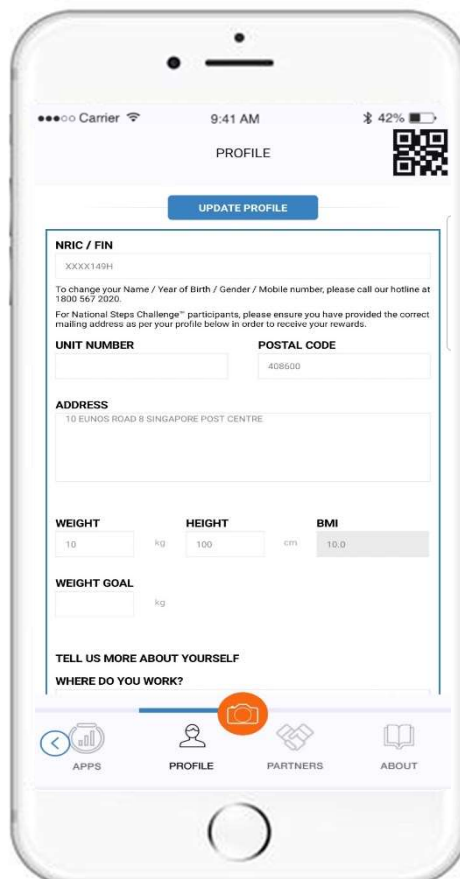 Carrier 9:41 AM 42%
PROFILE
UPDATE PROFILE
NRIC / FIN
XXXX149H
To change your Name / Year of Birth / Gender / Mobile number, please call our hotline at
1800 567 2020.
For National Steps Challenge™ participants, please ensure you have provided the correct
mailing address as per your profile below in order to receive your rewards.
UNIT NUMBER POSTAL CODE
408600
ADDRESS
10 EUNOS ROAD 8 SINGAPORE POST CENTRE
WEIGHT HEIGHT BMI
10 kg 100 cm 10.0
WEIGHT GOAL
kg
TELL US MORE ABOUT YOURSELF
WHERE DO YOU WORK?
APPS PROFILE PARTNERS ABOUT